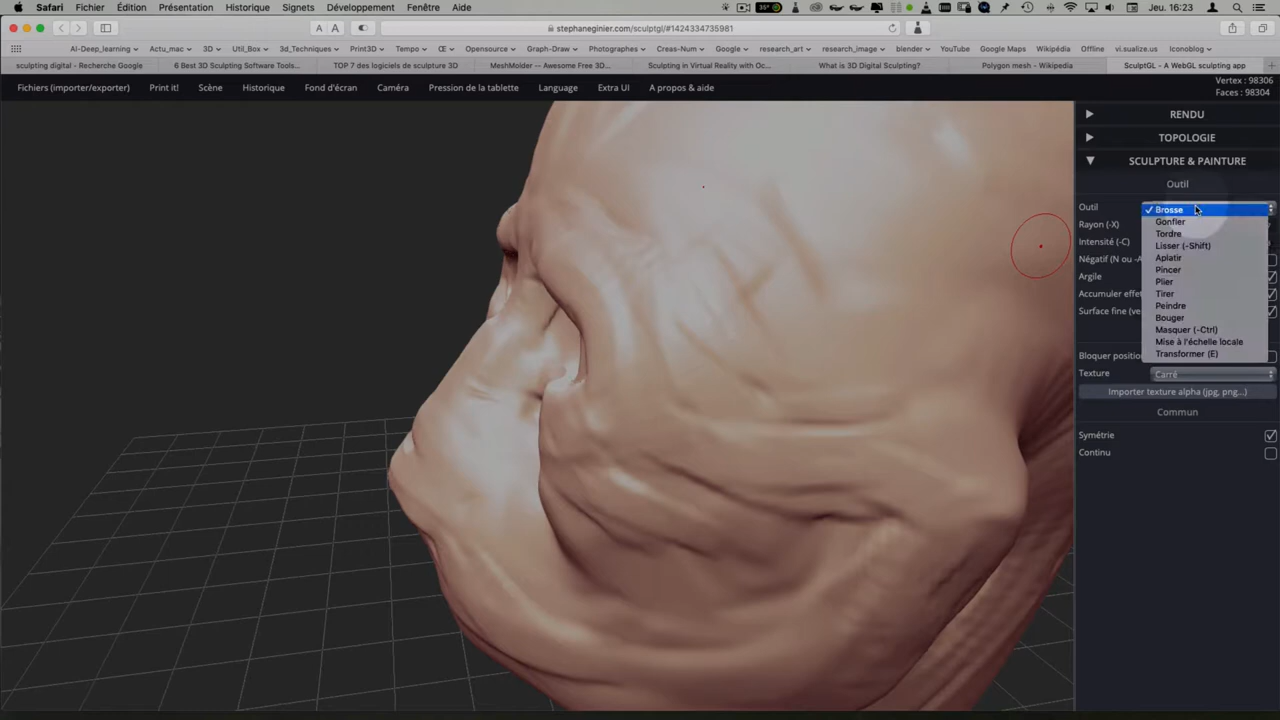 Safari Fichier Édition Présentation Historique Signets Développement Fenêtre Aide 35° Jeu. 16:23
A A stephaneginier.com/sculptgl/#1424334735981
AI-Deep_learning Actu_mac 3D Util_Box 3d_Techniques Print3D Tempo Œ Opensource Graph-Draw Photographes Creas-Num Google research_art research_image blender YouTube Google Maps Wikipédia Offline vi.sualize.us Iconoblog
sculpting digital - Recherche Google 6 Best 3D Sculpting Software Tools... TOP 7 des logiciels de sculpture 3D MeshMolder -- Awesome Free 3D... Sculpting in Virtual Reality with Oc... What is 3D Digital Sculpting? Polygon mesh - Wikipedia SculptGL - A WebGL sculpting app
Fichiers (importer/exporter) Print it! Scène Historique Fond d'écran Caméra Pression de la tablette Language Extra UI A propos & aide
Vertex : 98306
Faces : 98304
RENDU
TOPOLOGIE
SCULPTURE & PAINTURE
Outil
Outil
Rayon (-X)
Intensité (-C)
Négatif (N ou -A
Argile
Accumuler effe
Surface fine (ve
Brosse
Gonfler
Tordre
Lisser (-Shift)
Aplatir
Pincer
Plier
Tirer
Peindre
Bouger
Masquer (-Ctrl)
Mise à l'échelle locale
Transformer (E)
Bloquer positio
Texture Carré
Importer texture alpha (jpg, png...)
Commun
Symétrie
Continu